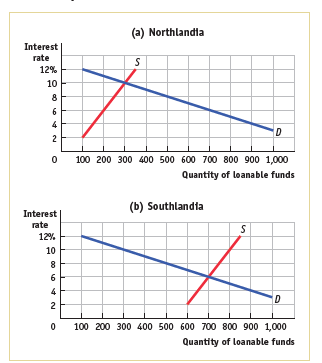 (a) Northlandia
Interest
rate
12%
10
8
6
4
2
0 100 200 300 400 500 600 700 800 900 1,000
S
D
Quantity of loanable funds
(b) Southlandia
Interest
rate
12%
10
8
6
4
2
0 100 200 300 400 500 600 700 800 900 1,000
S
D
Quantity of loanable funds